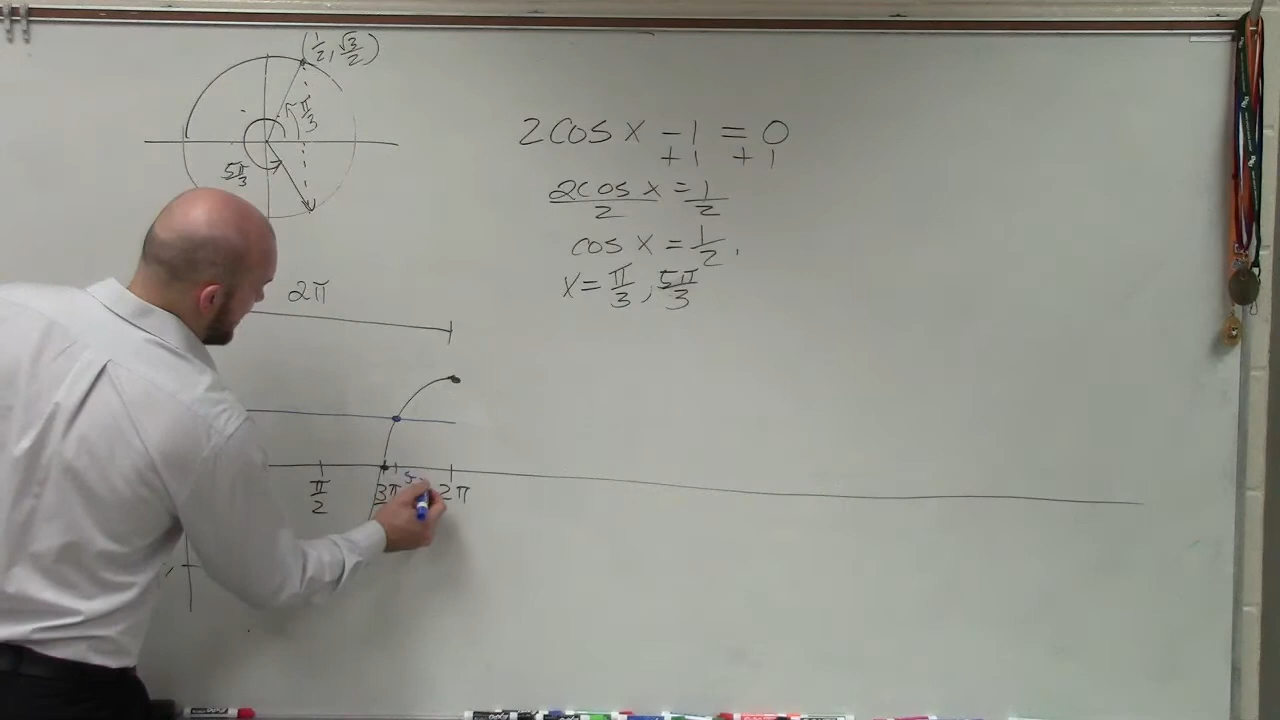 (1/2, √3/2)
π/3
5π/3
2cos x - 1 = 0
+1 +1
2cos x/2 = 1/2
cos x = 1/2,
x = π/3, 5π/3
2π
π/2 3π 5 2π